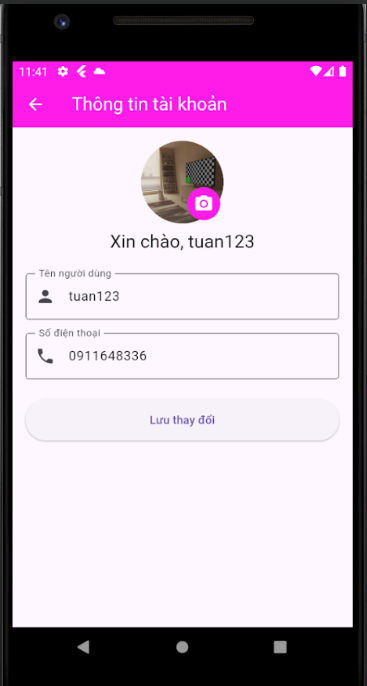 11:41
Thông tin tài khoản
Xin chào, tuan123
Tên người dùng
tuan123
Số điện thoại
0911648336
Lưu thay đổi